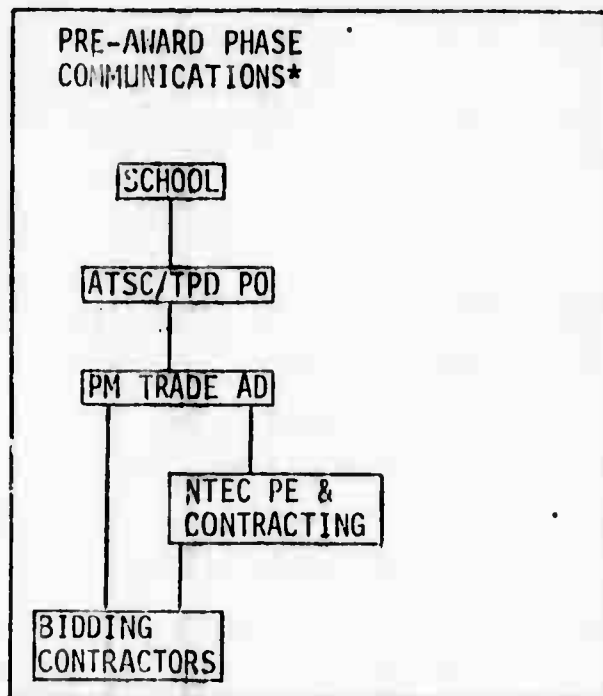 PRE-AWARD PHASE
COMMUNICATIONS*
SCHOOL
ATSC/TPD PO
PM TRADE AD
NTEC PE &
CONTRACTING
BIDDING
CONTRACTORS